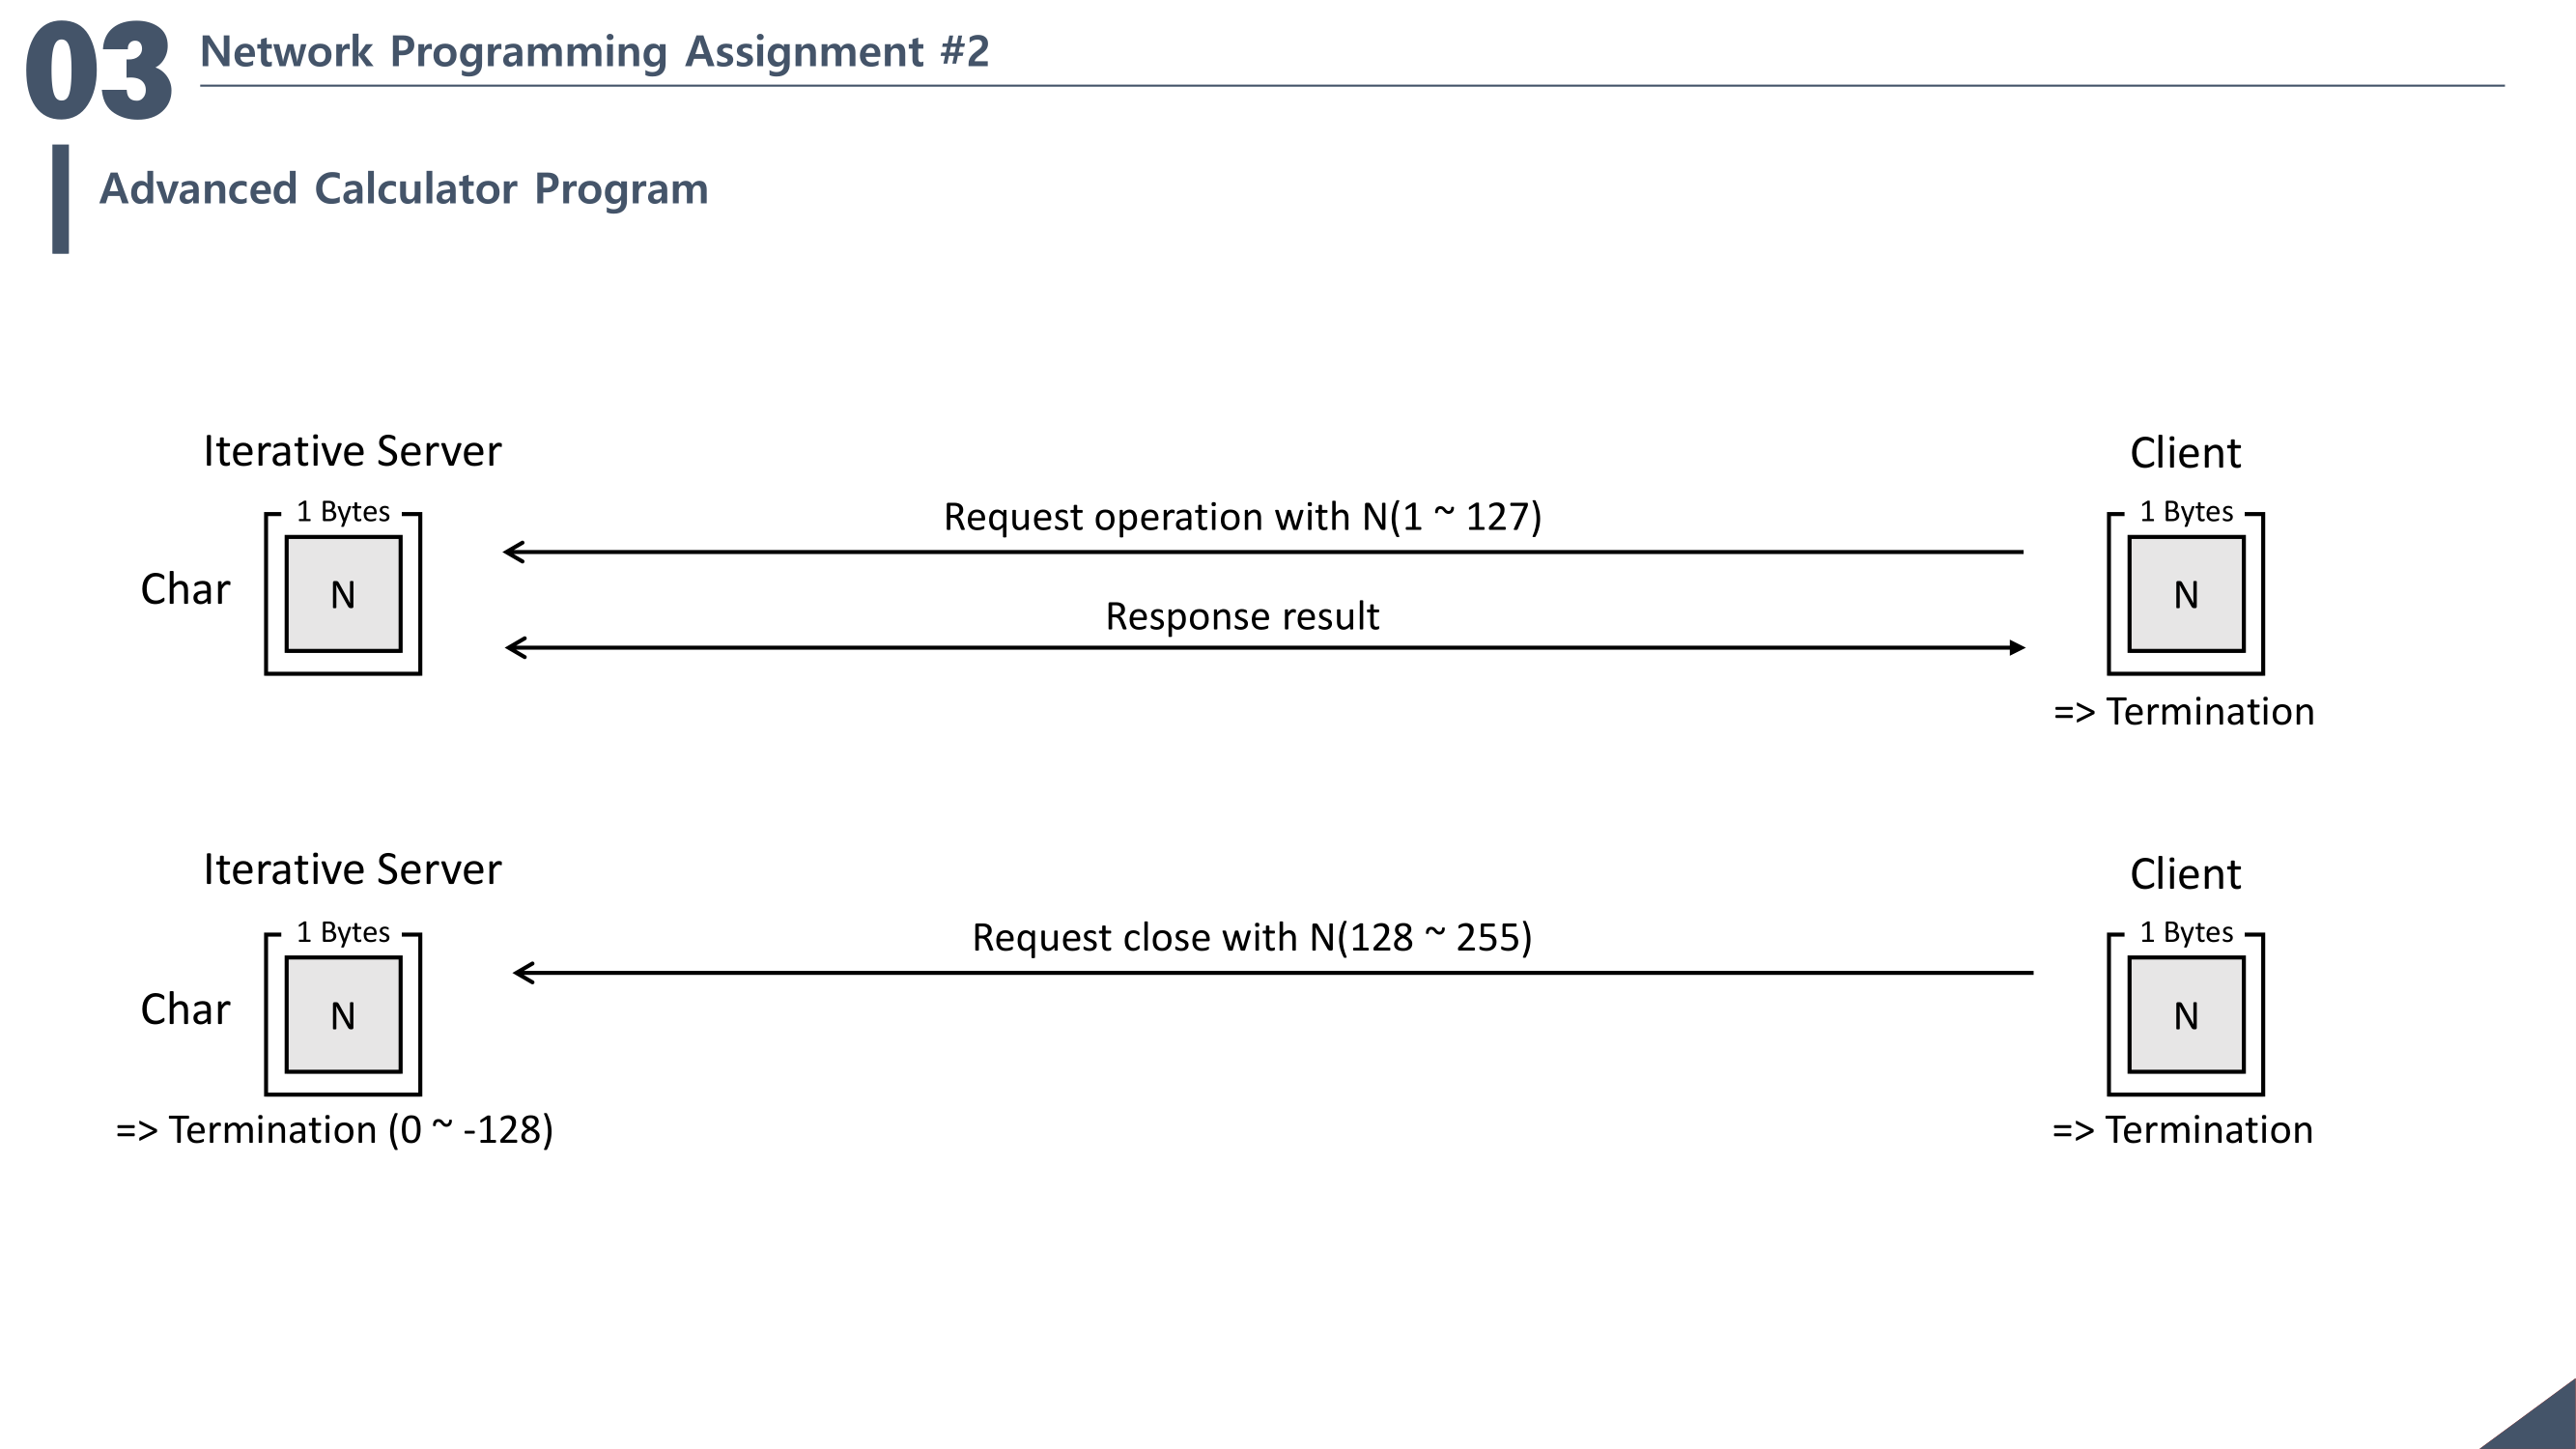 03
Network Programming Assignment #2
Advanced Calculator Program
Iterative Server
Client
1 Bytes
Request operation with N(1 ~ 127)
1 Bytes
Char
N
N
Response result
=> Termination
Iterative Server
Client
1 Bytes
Request close with N(128 ~ 255)
1 Bytes
Char
N
N
=> Termination (0 ~ -128)
=> Termination